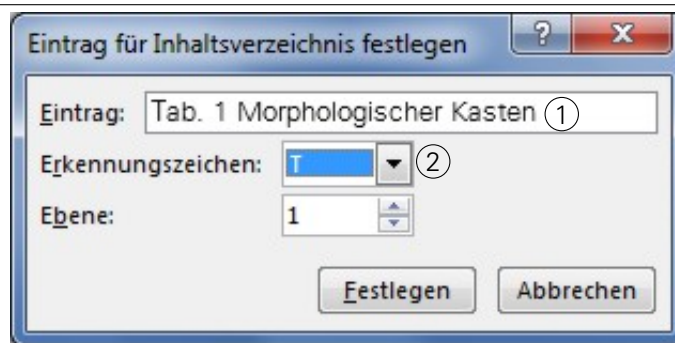 Eintrag für Inhaltsverzeichnis festlegen ? X
Eintrag: Tab. 1 Morphologischer Kasten 1
Erkennungszeichen: T 2
Ebene: 1
Festlegen Abbrechen